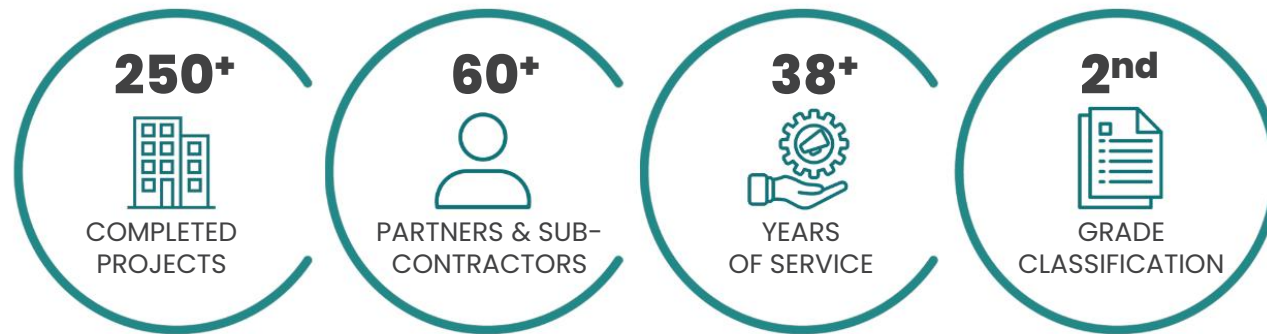 250+
COMPLETED
PROJECTS
60+
PARTNERS & SUB-
CONTRACTORS
38+
YEARS
OF SERVICE
2nd
GRADE
CLASSIFICATION